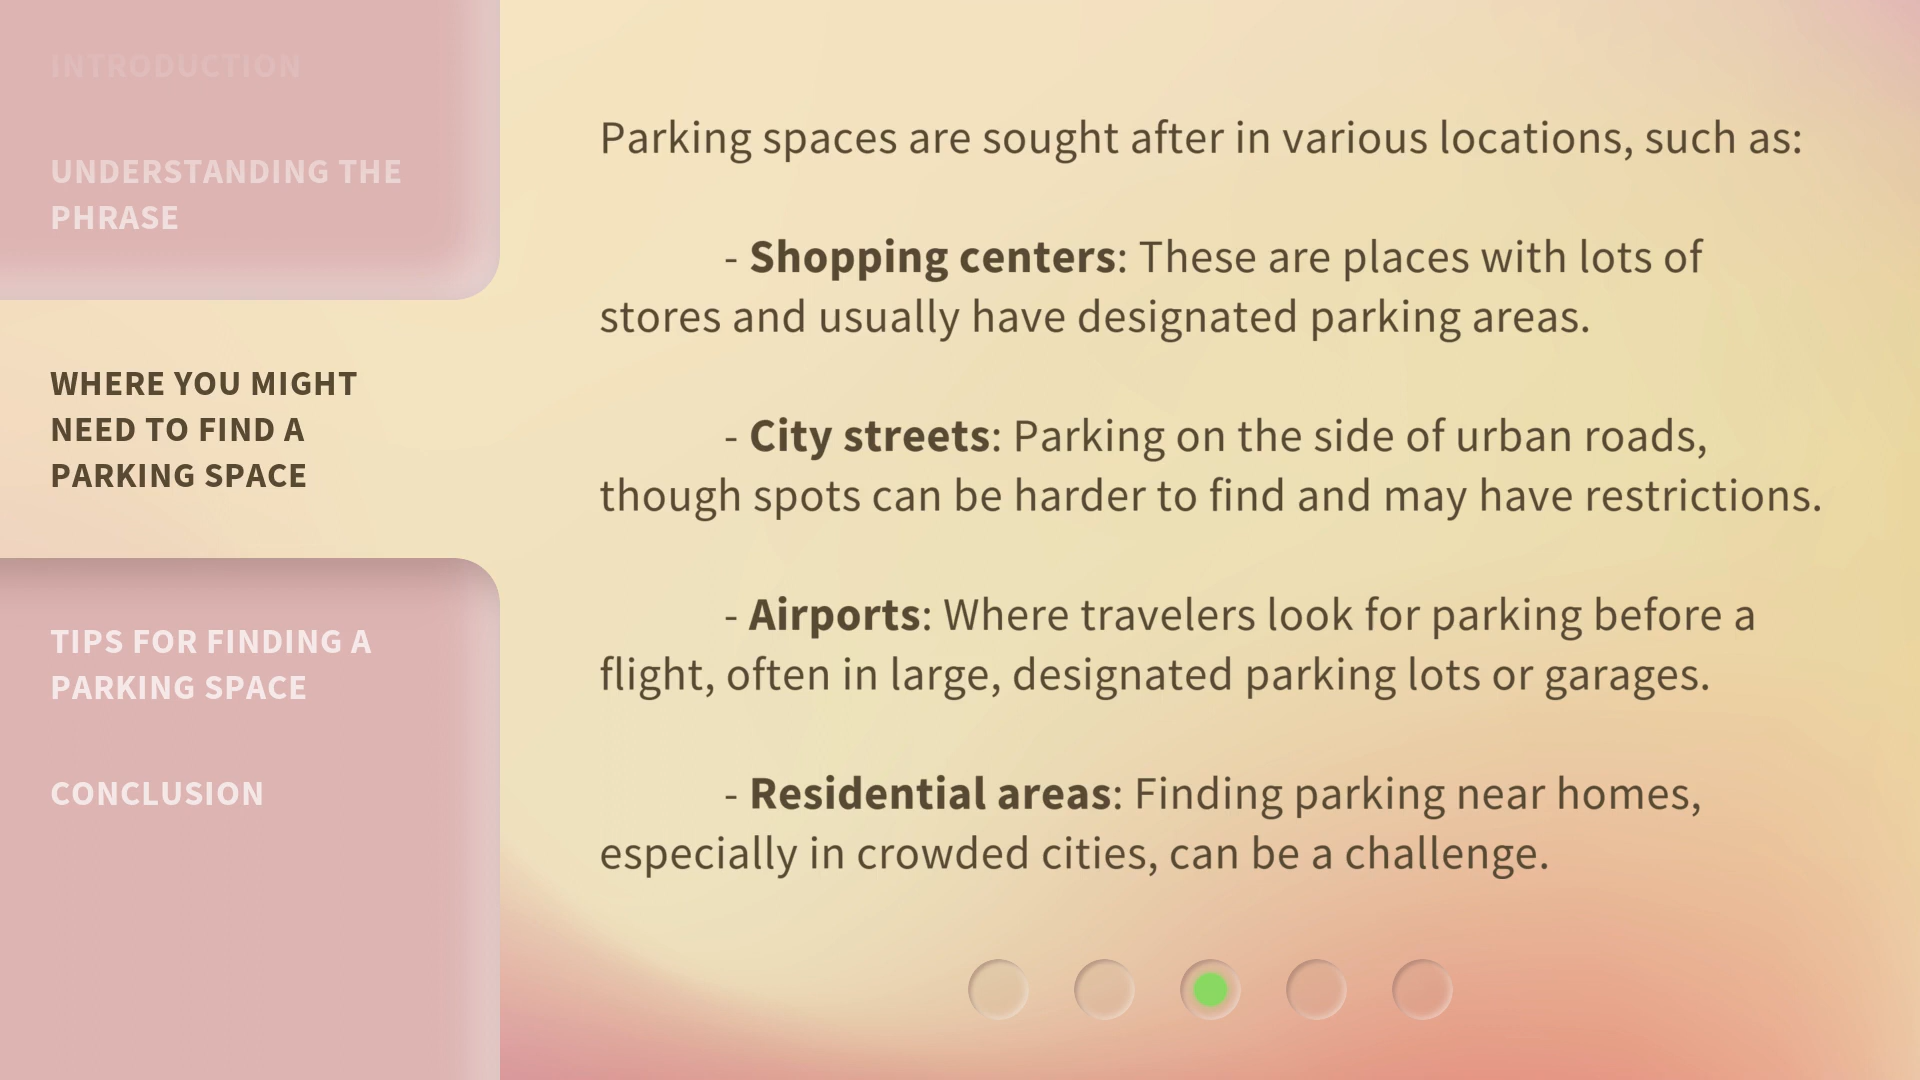 INTRODUCTION
UNDERSTANDING THE
PHRASE
WHERE YOU MIGHT
NEED TO FIND A
PARKING SPACE
TIPS FOR FINDING A
PARKING SPACE
CONCLUSION
Parking spaces are sought after in various locations, such as:
- Shopping centers: These are places with lots of
stores and usually have designated parking areas.
- City streets: Parking on the side of urban roads,
though spots can be harder to find and may have restrictions.
- Airports: Where travelers look for parking before a
flight, often in large, designated parking lots or garages.
- Residential areas: Finding parking near homes,
especially in crowded cities, can be a challenge.